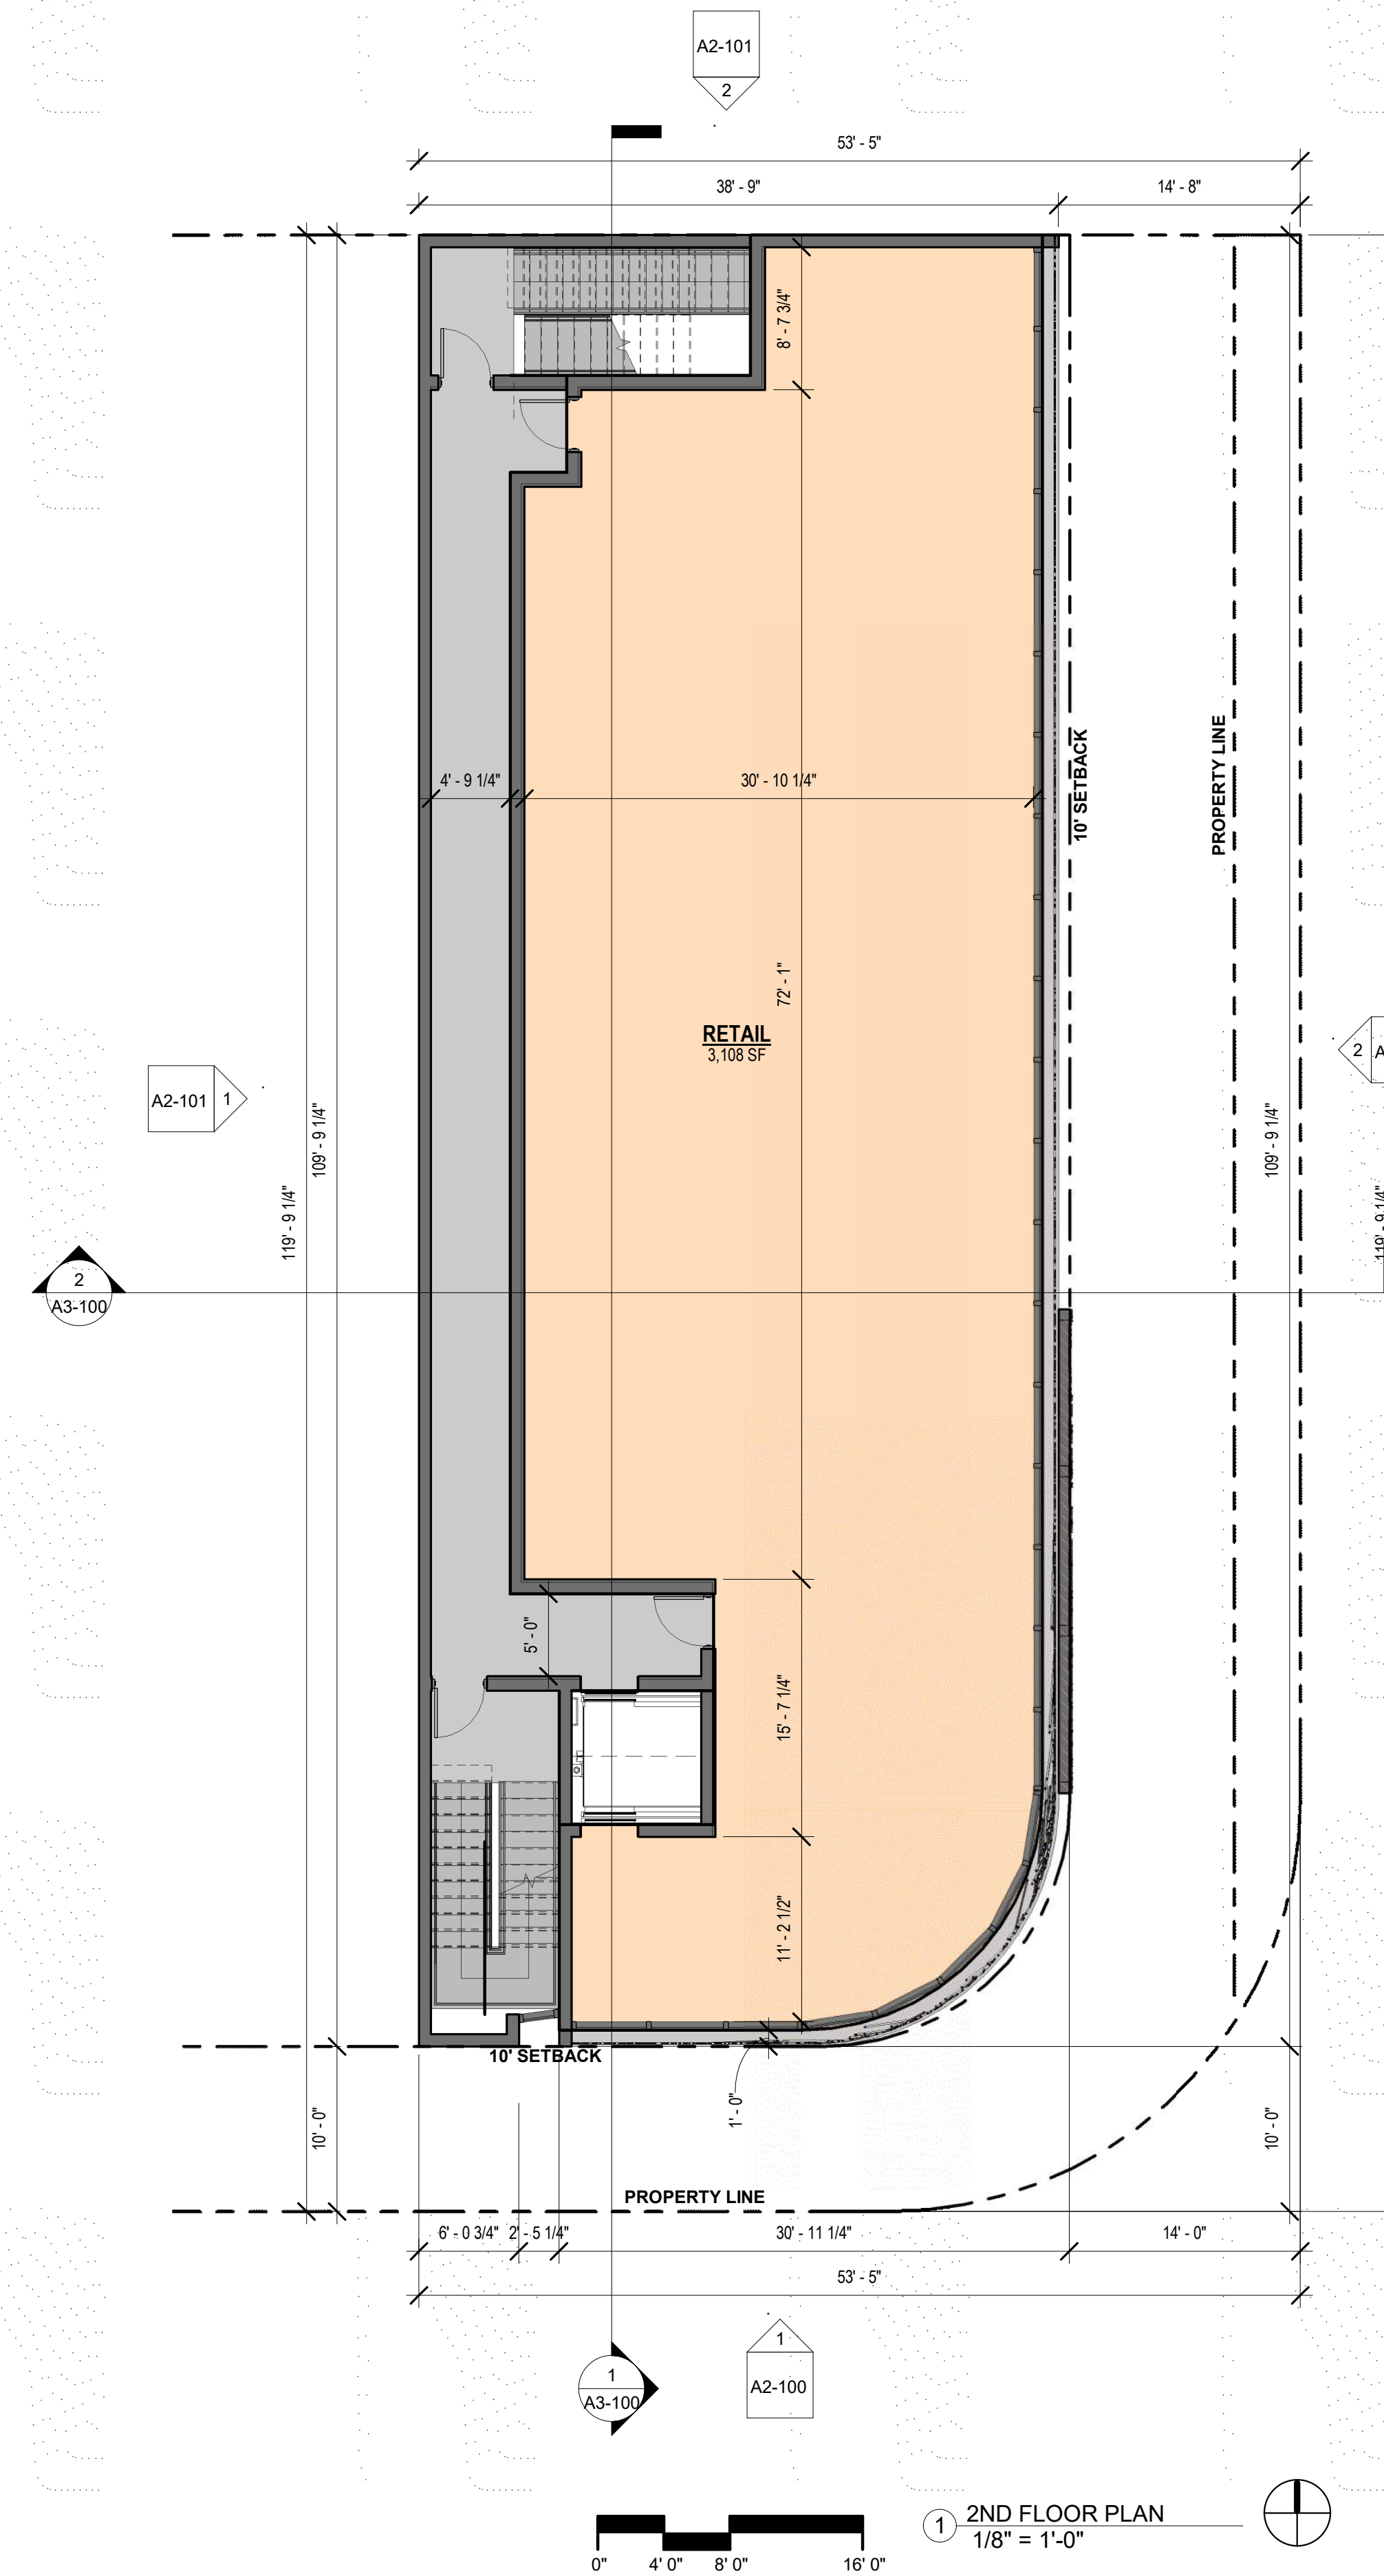 A2-101
2
53' - 5"
38' - 9"
14' - 8"
8' - 7 3/4"
4' - 9 1/4"
30' - 10 1/4"
10' SETBACK
PROPERTY LINE
72' - 1"
RETAIL
3,108 SF
2
A2-101
1
109' - 9 1/4"
119' - 9 1/4"
109' - 9 1/4"
119' - 9 1/4"
2
A3-100
5' - 0"
15' - 7 1/4"
11' - 2 1/2"
10' SETBACK
1' - 0"
10' - 0"
10' - 0"
PROPERTY LINE
6' - 0 3/4"
2' - 5 1/4"
30' - 11 1/4"
14' - 0"
53' - 5"
1
A3-100
1
A2-100
1
2ND FLOOR PLAN
1/8" = 1'-0"
0"
4' 0"
8' 0"
16' 0"